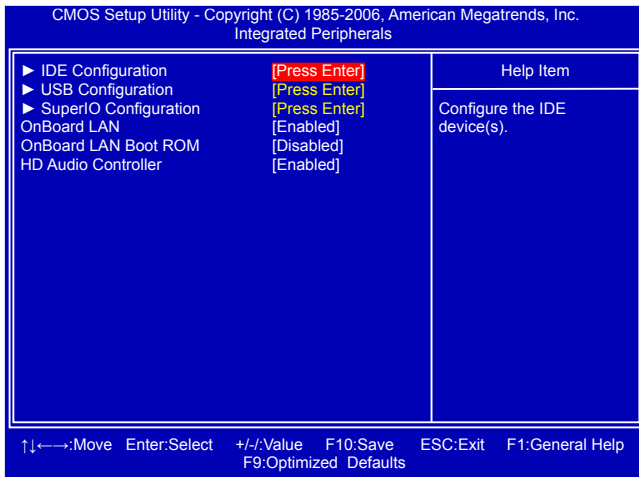 CMOS Setup Utility - Copyright (C) 1985-2006, American Megatrends, Inc.
Integrated Peripherals
► IDE Configuration [Press Enter]
► USB Configuration [Press Enter]
► SuperIO Configuration [Press Enter]
OnBoard LAN [Enabled]
OnBoard LAN Boot ROM [Disabled]
HD Audio Controller [Enabled]
Help Item
Configure the IDE
device(s).
↑↓←→:Move Enter:Select +/-/:Value F10:Save ESC:Exit F1:General Help
F9:Optimized Defaults